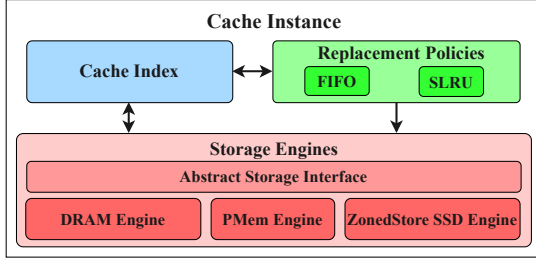 Cache Instance
Cache Index
Replacement Policies
FIFO
SLRU
Storage Engines
Abstract Storage Interface
DRAM Engine
PMem Engine
ZonedStore SSD Engine